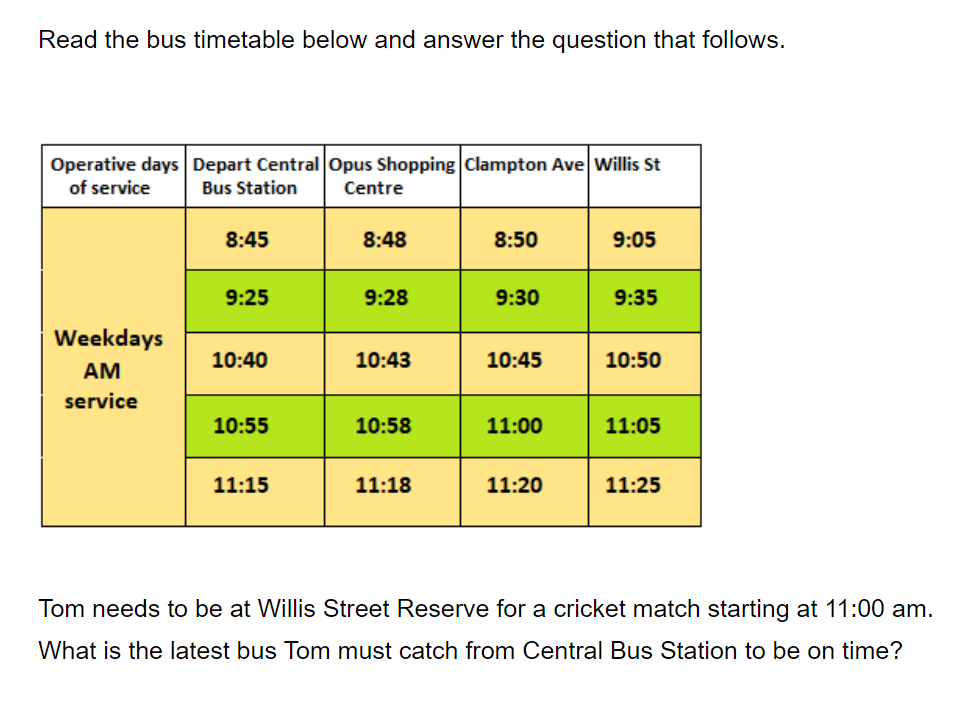 Read the bus timetable below and answer the question that follows.
Operative days Depart Central Opus Shopping Clampton Ave Willis St
of service Bus Station Centre
8:45 8:48 8:50 9:05
9:25 9:28 9:30 9:35
Weekdays
AM
service
10:40 10:43 10:45 10:50
10:55 10:58 11:00 11:05
11:15 11:18 11:20 11:25
Tom needs to be at Willis Street Reserve for a cricket match starting at 11:00 am.
What is the latest bus Tom must catch from Central Bus Station to be on time?